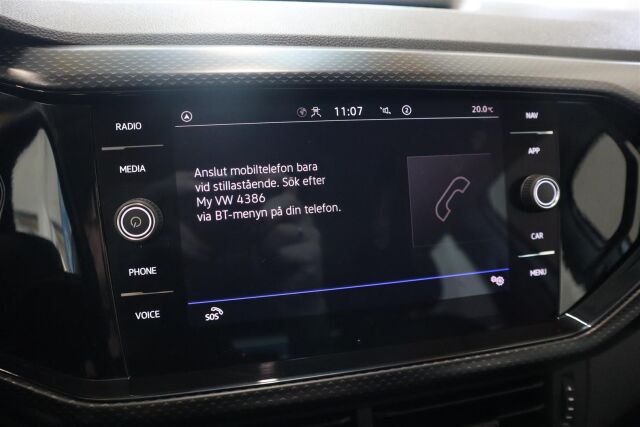 RADIO
MEDIA
PHONE
VOICE
11:07
2
20.0°C
Anslut mobiltelefon bara
vid stillastående. Sök efter
My VW 4386
via BT-menyn på din telefon.
SOS
NAV
APP
CAR
MENU